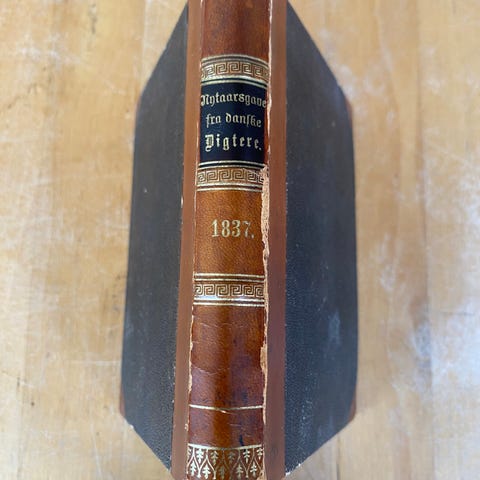 Nytaarsgave
fra danske
Digtere.
1837.